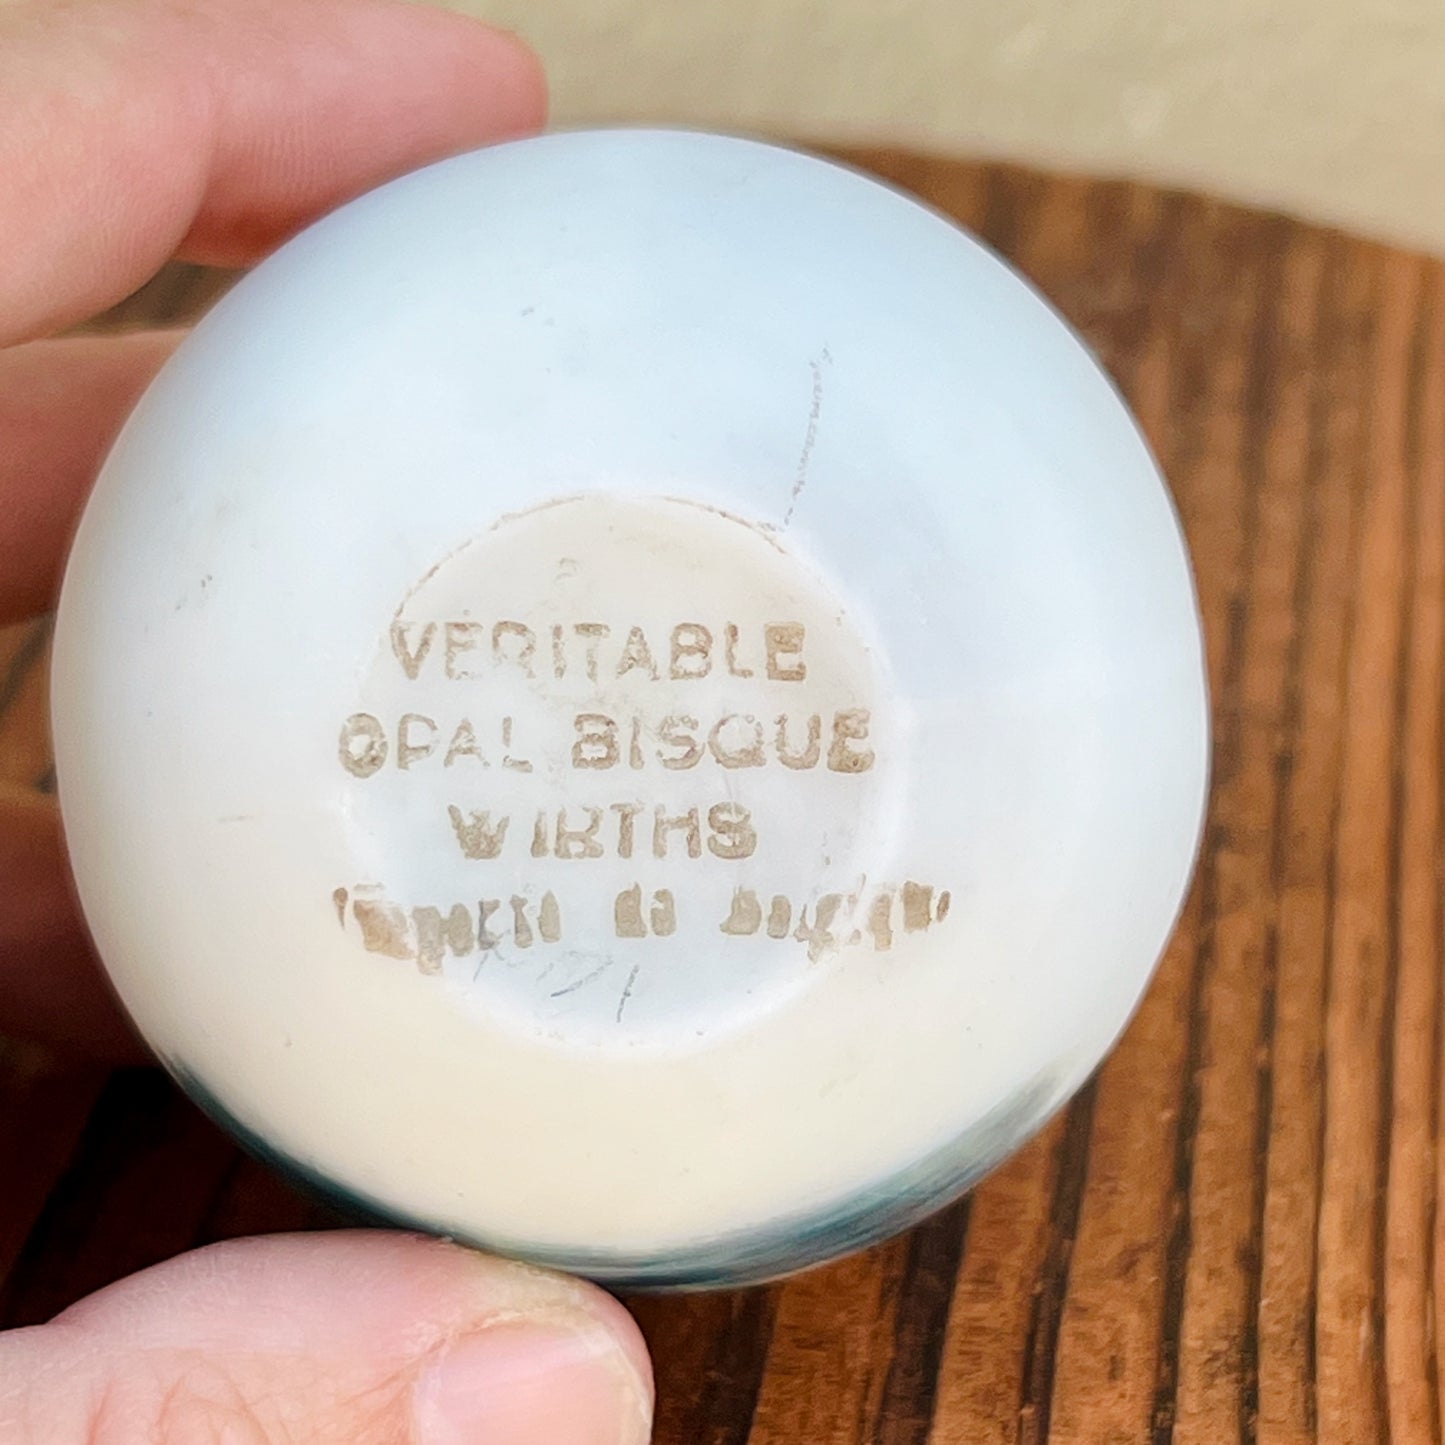 VERITABLE
OPAL BISQUE
WIRTHS